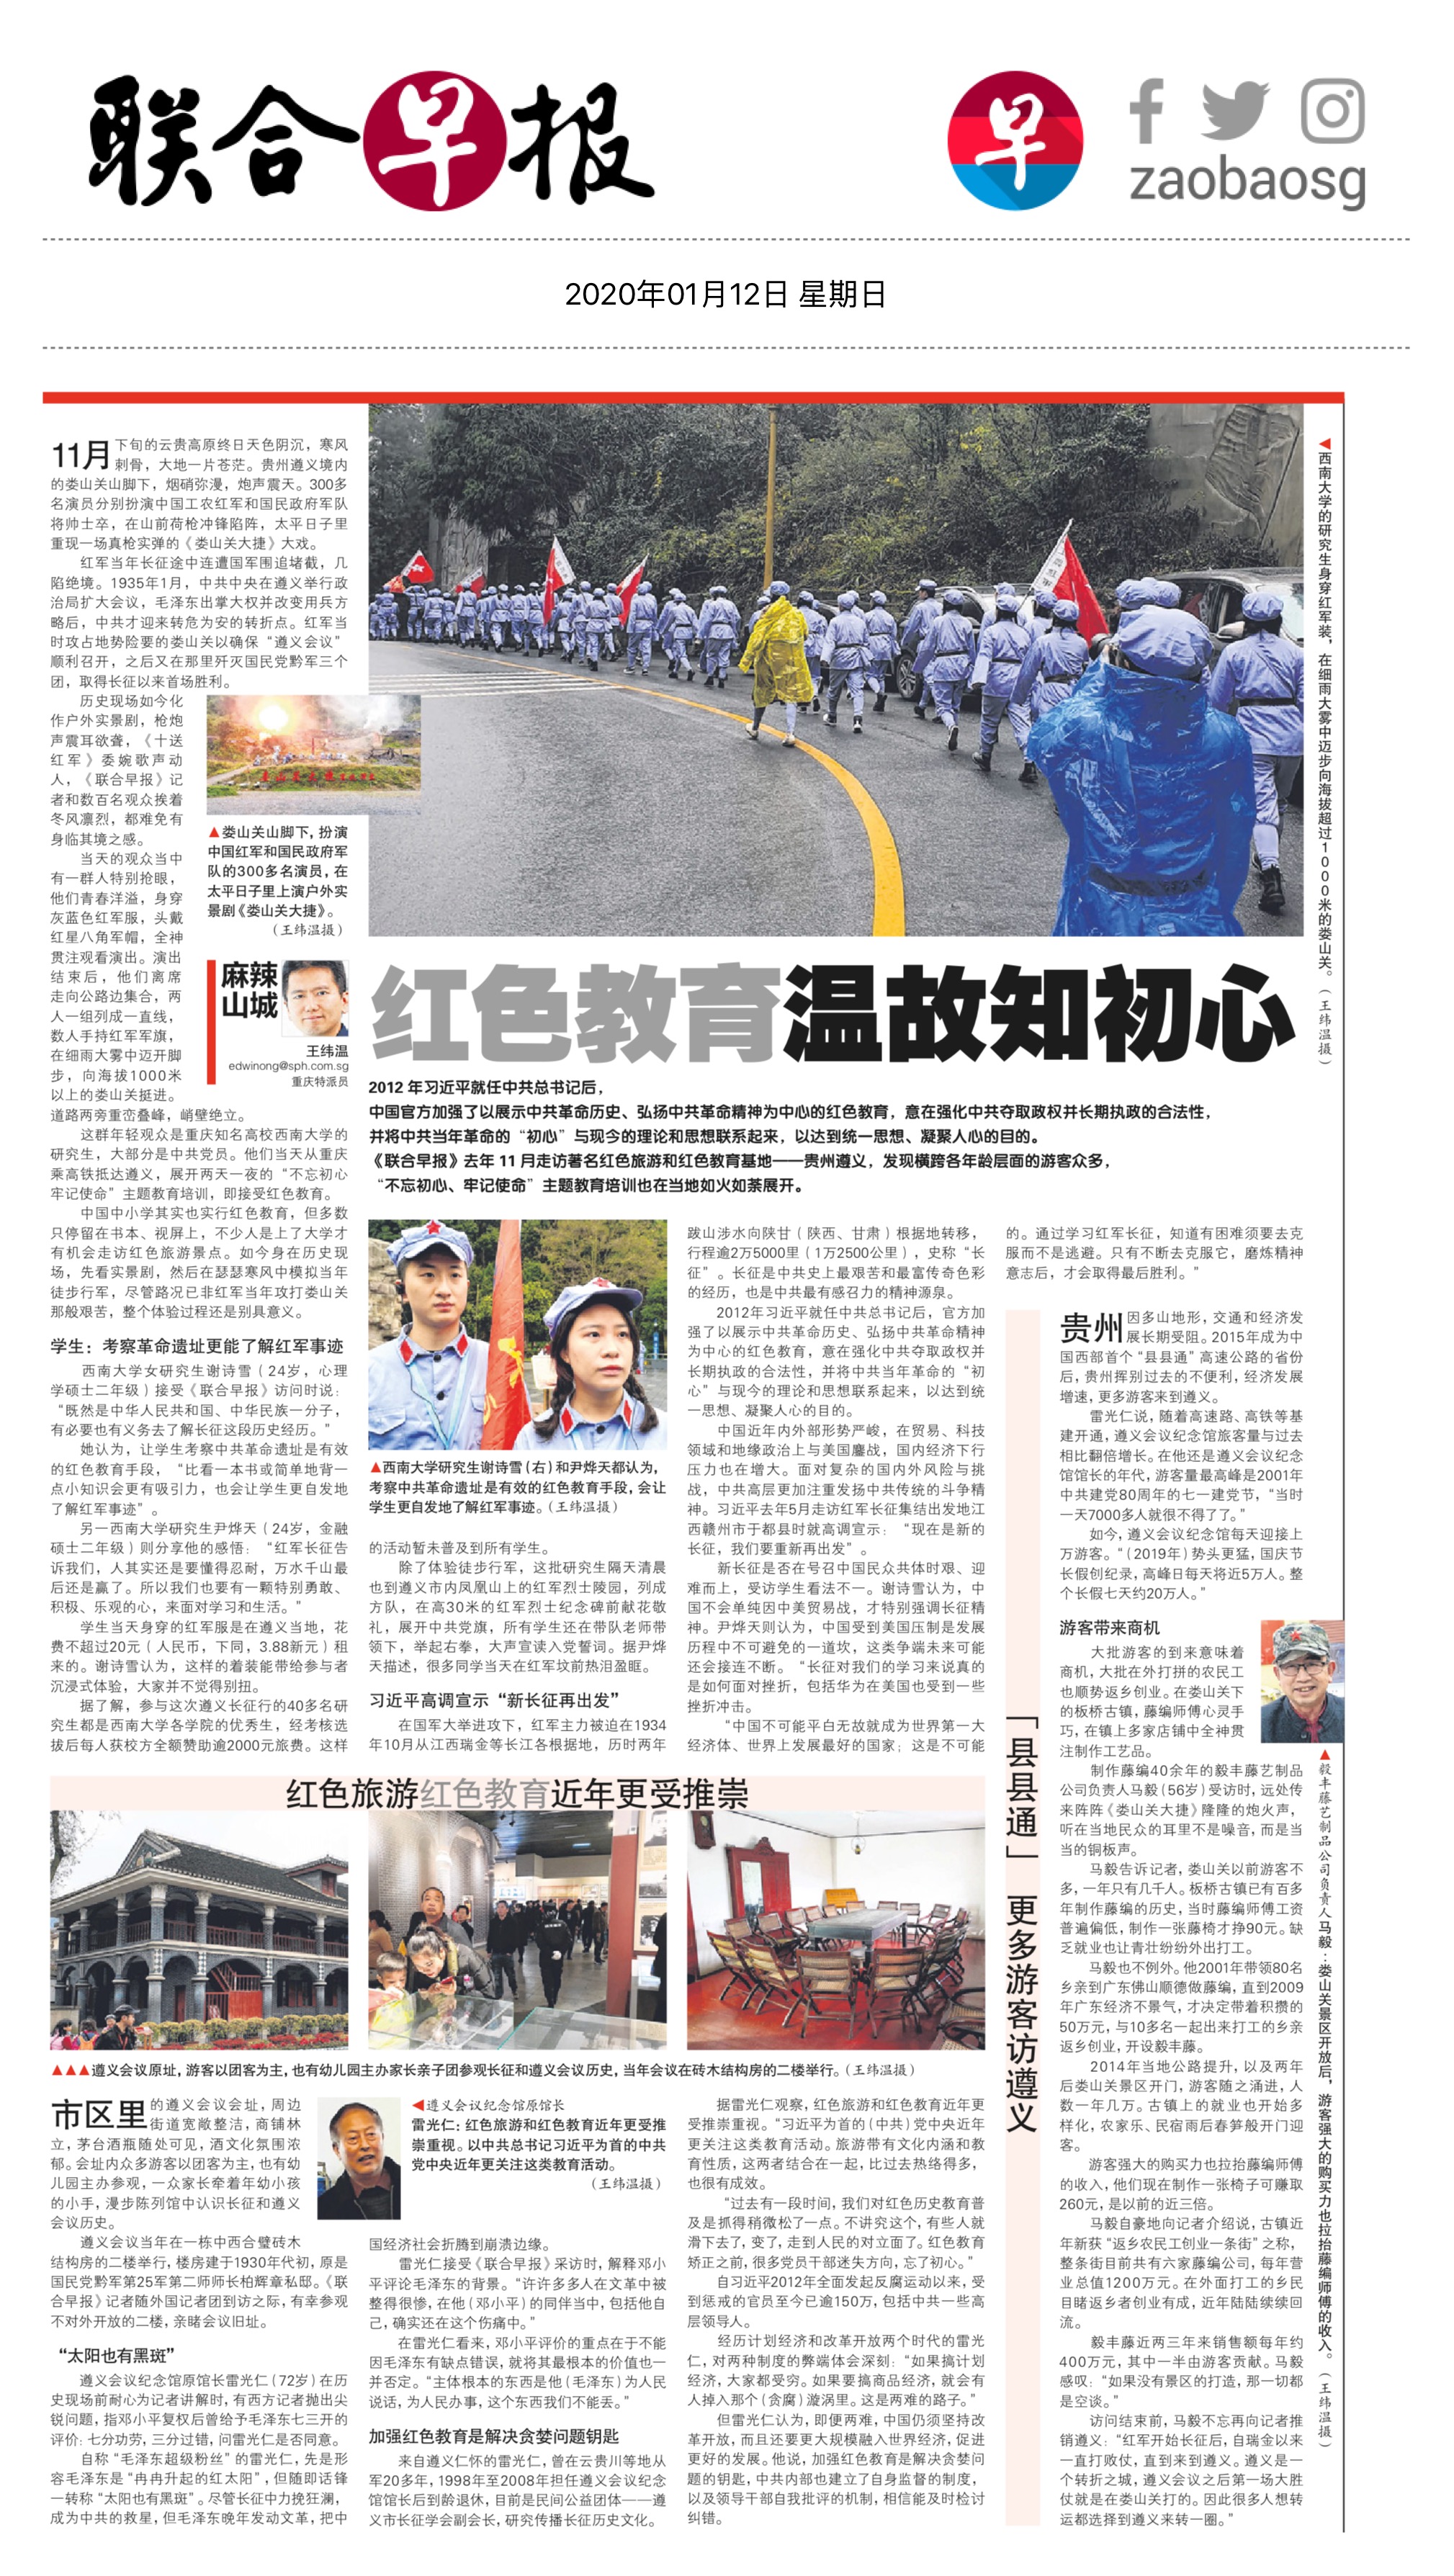 联合早报
早
zaobaosg
2020年01月12日 星期日
11月下旬的云贵高原终日天色阴沉，寒风
刺骨，大地一片苍茫。贵州遵义境内
的娄山关山脚下，烟硝弥漫，炮声震天。300多
名演员分别扮演中国工农红军和国民政府军队
将帅士卒，在山前荷枪冲锋陷阵，太平日子里
重现一场真枪实弹的《娄山关大捷》大戏。
红军当年长征途中连遭国军围追堵截，几
陷绝境。1935年1月，中共中央在遵义举行政
治局扩大会议，毛泽东出掌大权并改变用兵方
略后，中共才迎来转危为安的转折点。红军当
时攻占地势险要的娄山关以确保“遵义会议”
顺利召开，之后又在那里歼灭国民党黔军三个
团，取得长征以来首场胜利。
历史现场如今化
作户外实景剧，枪炮
声震耳欲聋，《十送
红军》委婉歌声动
人，《联合早报》记
者和数百名观众挨着
冬风凛烈，都难免有
身临其境之感。
当天的观众当中
有一群人特别抢眼，
他们青春洋溢，身穿
灰蓝色红军服，头戴
红星八角军帽，全神
贯注观看演出。演出
结束后，他们离席
走向公路边集合，两
人一组列成一直线，
数人手持红军军旗，
在细雨大雾中迈开脚
步，向海拔1000米
以上的娄山关挺进。
道路两旁重峦叠峰，峭壁绝立。
这群年轻观众是重庆知名高校西南大学的
研究生，大部分是中共党员。他们当天从重庆
乘高铁抵达遵义，展开两天一夜的“不忘初心
牢记使命”主题教育培训，即接受红色教育。
中国中小学其实也实行红色教育，但多数
只停留在书本、视屏上，不少人是上了大学才
有机会走访红色旅游景点。如今身在历史现
场，先看实景剧，然后在瑟瑟寒风中模拟当年
徒步行军，尽管路况已非红军当年攻打娄山关
那般艰苦，整个体验过程还是别具意义。
学生：考察革命遗址更能了解红军事迹
西南大学女研究生谢诗雪（24岁，心理
学硕士二年级）接受《联合早报》访问时说：
“既然是中华人民共和国、中华民族一分子，
有必要也有义务去了解长征这段历史经历。”
她认为，让学生考察中共革命遗址是有效
的红色教育手段，“比看一本书或简单地背一
点小知识会更有吸引力，也会让学生更自发地
了解红军事迹”。
另一西南大学研究生尹烨天（24岁，金融
硕士二年级）则分享他的感悟：“红军长征告
诉我们，人其实还是要懂得忍耐，万水千山最
后还是赢了。所以我们也要有一颗特别勇敢、
积极、乐观的心，来面对学习和生活。”
学生当天身穿的红军服是在遵义当地，花
费不超过20元（人民币，下同，3.88新元）租
来的。谢诗雪认为，这样的着装能带给参与者
沉浸式体验，大家并不觉得别扭。
据了解，参与这次遵义长征行的40多名研
究生都是西南大学各学院的优秀生，经考核选
拔后每人获校方全额赞助逾2000元旅费。这样
▲娄山关山脚下，扮演
中国红军和国民政府军
队的300多名演员，在
太平日子里上演户外实
景剧《娄山关大捷》。
（王纬温摄）
麻辣
山城
王纬温
edwinong@sph.com.sg
重庆特派员
◀西南大学的研究生身穿红军装，在细雨大雾中迈步向海拔超过1000米的娄山关。（王纬温摄）
红色教育温故知初心
2012 年习近平就任中共总书记后，
中国官方加强了以展示中共革命历史、弘扬中共革命精神为中心的红色教育，意在强化中共夺取政权并长期执政的合法性，
并将中共当年革命的“初心”与现今的理论和思想联系起来，以达到统一思想、凝聚人心的目的。
《联合早报》去年 11 月走访著名红色旅游和红色教育基地——贵州遵义，发现横跨各年龄层面的游客众多，
“不忘初心、牢记使命”主题教育培训也在当地如火如荼展开。
▲西南大学研究生谢诗雪（右）和尹烨天都认为，
考察中共革命遗址是有效的红色教育手段，会让
学生更自发地了解红军事迹。（王纬温摄）
的活动暂未普及到所有学生。
除了体验徒步行军，这批研究生隔天清晨
也到遵义市内凤凰山上的红军烈士陵园，列成
方队，在高30米的红军烈士纪念碑前献花敬
礼，展开中共党旗，所有学生还在带队老师带
领下，举起右拳，大声宣读入党誓词。据尹烨
天描述，很多同学当天在红军坟前热泪盈眶。
习近平高调宣示“新长征再出发”
在国军大举进攻下，红军主力被迫在1934
年10月从江西瑞金等长江各根据地，历时两年
跋山涉水向陕甘（陕西、甘肃）根据地转移，
行程逾2万5000里（1万2500公里），史称“长
征”。长征是中共史上最艰苦和最富传奇色彩
的经历，也是中共最有感召力的精神源泉。
2012年习近平就任中共总书记后，官方加
强了以展示中共革命历史、弘扬中共革命精神
为中心的红色教育，意在强化中共夺取政权并
长期执政的合法性，并将中共当年革命的“初
心”与现今的理论和思想联系起来，以达到统
一思想、凝聚人心的目的。
中国近年内外部形势严峻，在贸易、科技
领域和地缘政治上与美国鏖战，国内经济下行
压力也在增大。面对复杂的国内外风险与挑
战，中共高层更加注重发扬中共传统的斗争精
神。习近平去年5月走访红军长征集结出发地江
西赣州市于都县时就高调宣示：“现在是新的
长征，我们要重新再出发”。
新长征是否在号召中国民众共体时艰、迎
难而上，受访学生看法不一。谢诗雪认为，中
国不会单纯因中美贸易战，才特别强调长征精
神。尹烨天则认为，中国受到美国压制是发展
历程中不可避免的一道坎，这类争端未来可能
还会接连不断。“长征对我们的学习来说真的
是如何面对挫折，包括华为在美国也受到一些
挫折冲击。
“中国不可能平白无故就成为世界第一大
经济体、世界上发展最好的国家；这是不可能
的。通过学习红军长征，知道有困难须要去克
服而不是逃避。只有不断去克服它，磨炼精神
意志后，才会取得最后胜利。”
红色旅游红色教育近年更受推崇
▲▲▲遵义会议原址，游客以团客为主，也有幼儿园主办家长亲子团参观长征和遵义会议历史，当年会议在砖木结构房的二楼举行。（王纬温摄）
市区里的遵义会议会址，周边
街道宽敞整洁，商铺林
立，茅台酒瓶随处可见，酒文化氛围浓
郁。会址内众多游客以团客为主，也有幼
儿园主办参观，一众家长牵着年幼小孩
的小手，漫步陈列馆中认识长征和遵义
会议历史。
遵义会议当年在一栋中西合璧砖木
结构房的二楼举行，楼房建于1930年代初，原是
国民党黔军第25军第二师师长柏辉章私邸。《联
合早报》记者随外国记者团到访之际，有幸参观
不对外开放的二楼，亲睹会议旧址。
“太阳也有黑斑”
遵义会议纪念馆原馆长雷光仁（72岁）在历
史现场前耐心为记者讲解时，有西方记者抛出尖
锐问题，指邓小平复权后曾给予毛泽东七三开的
评价：七分功劳，三分过错，问雷光仁是否同意。
自称“毛泽东超级粉丝”的雷光仁，先是形
容毛泽东是“冉冉升起的红太阳”，但随即话锋
一转称“太阳也有黑斑”。尽管长征中力挽狂澜，
成为中共的救星，但毛泽东晚年发动文革，把中
◀遵义会议纪念馆原馆长
雷光仁：红色旅游和红色教育近年更受推
崇重视。以中共总书记习近平为首的中共
党中央近年更关注这类教育活动。
（王纬温摄）
国经济社会折腾到崩溃边缘。
雷光仁接受《联合早报》采访时，解释邓小
平评论毛泽东的背景。“许许多多人在文革中被
整得很惨，在他（邓小平）的同伴当中，包括他自
己，确实还在这个伤痛中。”
在雷光仁看来，邓小平评价的重点在于不能
因毛泽东有缺点错误，就将其最根本的价值也一
并否定。“主体根本的东西是他（毛泽东）为人民
说话，为人民办事，这个东西我们不能丢。”
加强红色教育是解决贪婪问题钥匙
来自遵义仁怀的雷光仁，曾在云贵川等地从
军20多年，1998年至2008年担任遵义会议纪念
馆馆长后到龄退休，目前是民间公益团体——遵
义市长征学会副会长，研究传播长征历史文化。
据雷光仁观察，红色旅游和红色教育近年更
受推崇重视。“习近平为首的（中共）党中央近年
更关注这类教育活动。旅游带有文化内涵和教
育性质，这两者结合在一起，比过去热络得多，
也很有成效。
“过去有一段时间，我们对红色历史教育普
及是抓得稍微松了一点。不讲究这个，有些人就
滑下去了，变了，走到人民的对立面了。红色教育
矫正之前，很多党员干部迷失方向，忘了初心。”
自习近平2012年全面发起反腐运动以来，受
到惩戒的官员至今已逾150万，包括中共一些高
层领导人。
经历计划经济和改革开放两个时代的雷光
仁，对两种制度的弊端体会深刻：“如果搞计划
经济，大家都受穷。如果要搞商品经济，就会有
人掉入那个（贪腐）漩涡里。这是两难的路子。”
但雷光仁认为，即便两难，中国仍须坚持改
革开放，而且还要更大规模融入世界经济，促进
更好的发展。他说，加强红色教育是解决贪婪问
题的钥匙，中共内部也建立了自身监督的制度，
以及领导干部自我批评的机制，相信能及时检讨
纠错。
「县县通」 更多游客访遵义
贵州因多山地形，交通和经济发
展长期受阻。2015年成为中
国西部首个“县县通”高速公路的省份
后，贵州挥别过去的不便利，经济发展
增速，更多游客来到遵义。
雷光仁说，随着高速路、高铁等基
建开通，遵义会议纪念馆旅客量与过去
相比翻倍增长。在他还是遵义会议纪念
馆馆长的年代，游客量最高峰是2001年
中共建党80周年的七一建党节，“当时
一天7000多人就很不得了了。”
如今，遵义会议纪念馆每天迎接上
万游客。“（2019年）势头更猛，国庆节
长假创纪录，高峰日每天将近5万人。整
个长假七天约20万人。”
游客带来商机
大批游客的到来意味着
商机，大批在外打拼的农民工
也顺势返乡创业。在娄山关下
的板桥古镇，藤编师傅心灵手
巧，在镇上多家店铺中全神贯
注制作工艺品。
制作藤编40余年的毅丰藤艺制品
公司负责人马毅（56岁）受访时，远处传
来阵阵《娄山关大捷》隆隆的炮火声，
听在当地民众的耳里不是噪音，而是当
当的铜板声。
马毅告诉记者，娄山关以前游客不
多，一年只有几千人。板桥古镇已有百多
年制作藤编的历史，当时藤编师傅工资
普遍偏低，制作一张藤椅才挣90元。缺
乏就业也让青壮纷纷外出打工。
马毅也不例外。他2001年带领80名
乡亲到广东佛山顺德做藤编，直到2009
年广东经济不景气，才决定带着积攒的
50万元，与10多名一起出来打工的乡亲
返乡创业，开设毅丰藤。
2014年当地公路提升，以及两年
后娄山关景区开门，游客随之涌进，人
数一年几万。古镇上的就业也开始多
样化，农家乐、民宿雨后春笋般开门迎
客。
游客强大的购买力也拉抬藤编师傅
的收入，他们现在制作一张椅子可赚取
260元，是以前的近三倍。
马毅自豪地向记者介绍说，古镇近
年新获“返乡农民工创业一条街”之称，
整条街目前共有六家藤编公司，每年营
业总值1200万元。在外面打工的乡民
目睹返乡者创业有成，近年陆陆续续回
流。
毅丰藤近两三年来销售额每年约
400万元，其中一半由游客贡献。马毅
感叹：“如果没有景区的打造，那一切都
是空谈。”
访问结束前，马毅不忘再向记者推
销遵义：“红军开始长征后，自瑞金以来
一直打败仗，直到来到遵义。遵义是一
个转折之城，遵义会议之后第一场大胜
仗就是在娄山关打的。因此很多人想转
运都选择到遵义来转一圈。”
▲毅丰藤艺制品公司负责人马毅：娄山关景区开放后，游客强大的购买力也拉抬藤编师傅的收入。（王纬温摄）